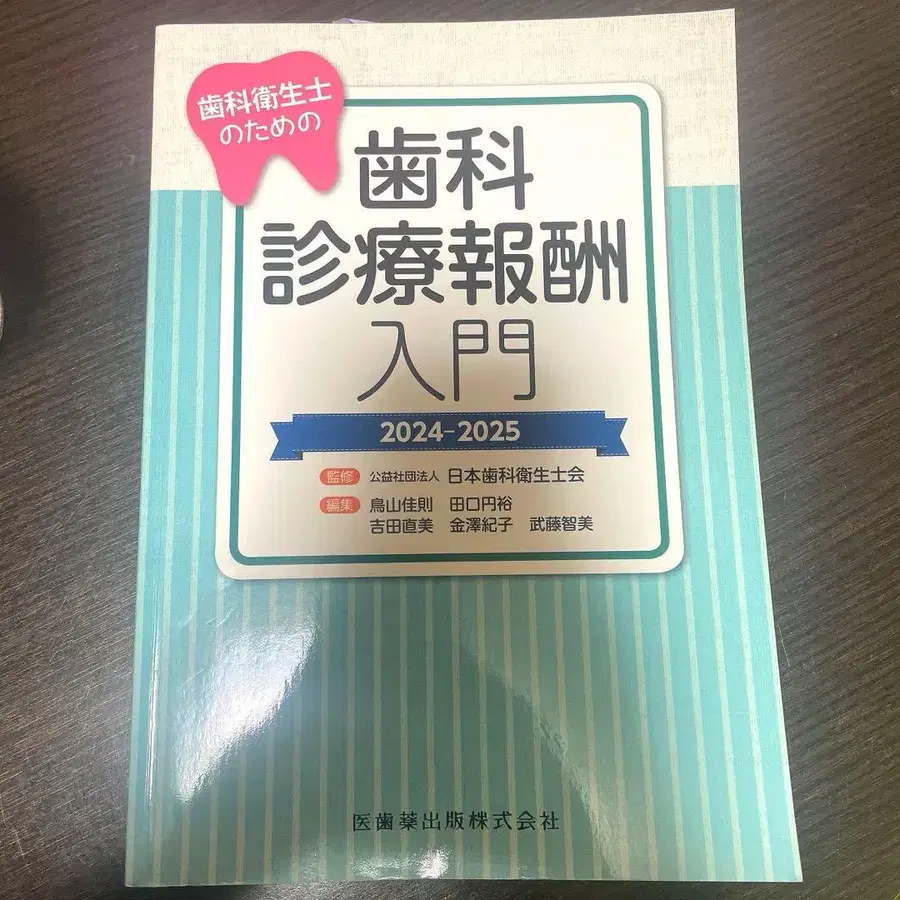 歯科衛生士
のための
歯科
診療報酬
入門
2024-2025
監修 公益社団法人 日本歯科衛生士会
編集 鳥山佳則 田口円裕
吉田直美 金澤紀子 武藤智美
医歯薬出版株式会社